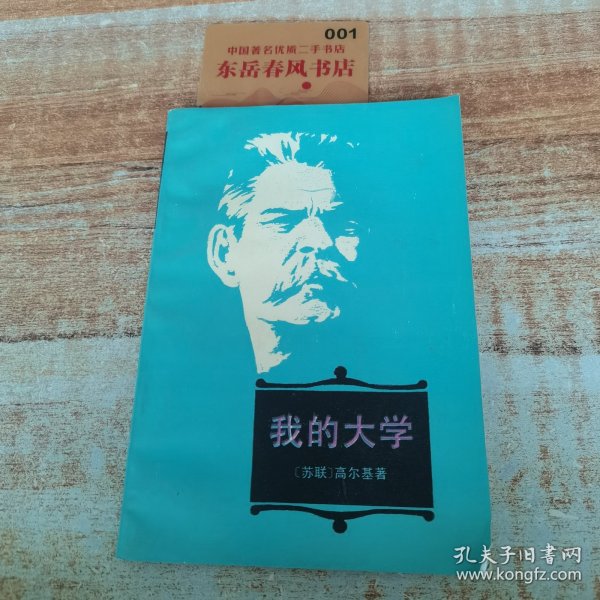 001
中国著名优质二手书店
东岳春风书店
我的大学
〔苏联〕高尔基著
孔夫子旧书网
www.kongfz.com